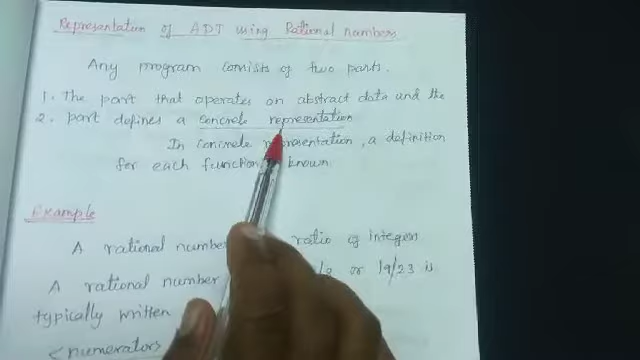 Representation of ADT using Rational numbers
Any program consists of two parts.
1. The part that operates on abstract data and the
2. part defines a concrete representation
In concrete representation, a definition
for each function known
Example
A rational number ratio of integers
A rational number or 19/23 is
typically written
<numerators